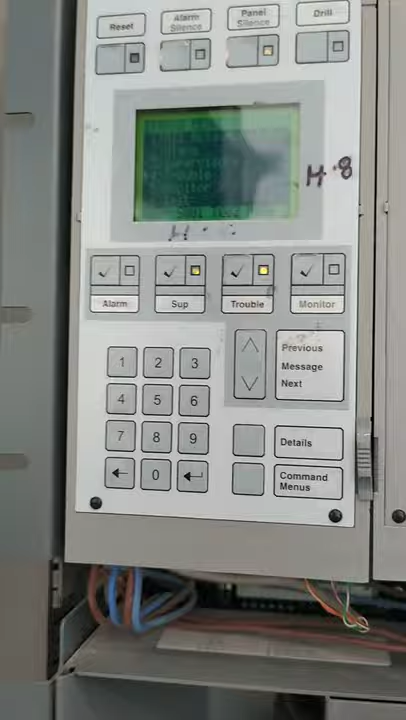 Reset
Alarm
Silence
Panel
Silence
Drill
H.8
Alarm
Sup
Trouble
Monitor
Previous
Message
Next
1 2 3
4 5 6
7 8 9
0
Details
Command
Menus